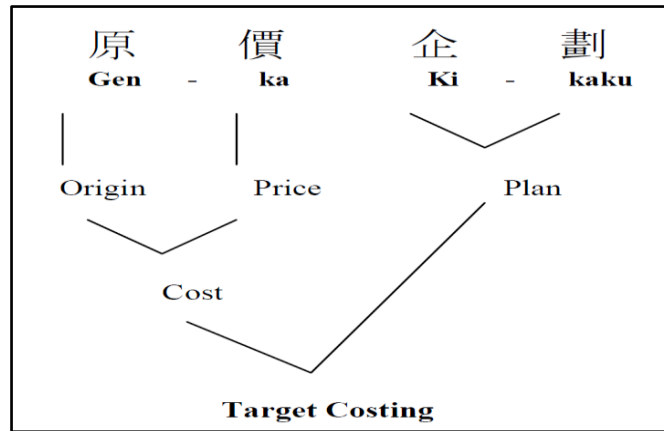 原 價 企 劃
Gen - ka Ki - kaku
Origin Price Plan
Cost
Target Costing